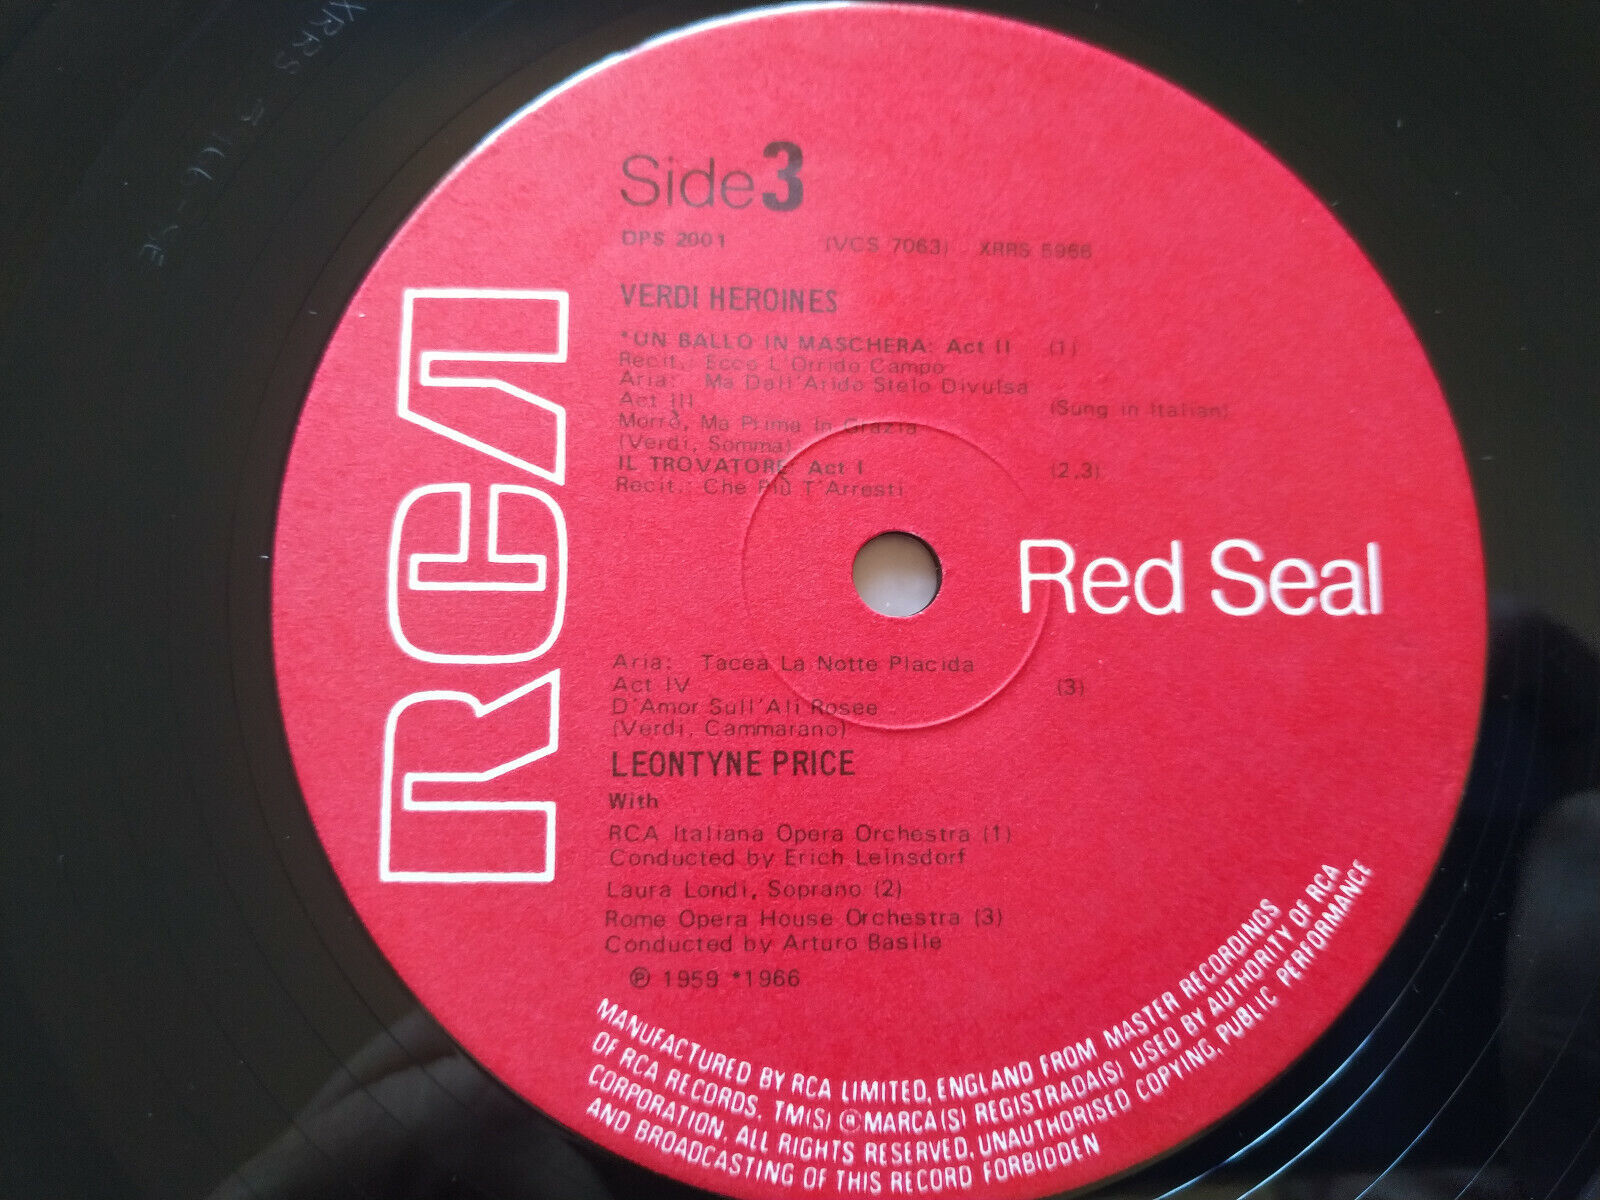 Side 3
DPS 2001 (VCS 7063) XRRS 5966
VERDI HEROINES
*UN BALLO IN MASCHERA: Act II (1)
Recit.: Ecco L'Orrido Campo
Aria: Ma Dall'Arido Stelo Divulsa
Act III (Sung in Italian)
Morrò, Ma Prima In Grazia
(Verdi, Somma)
IL TROVATORE: Act I (2,3)
Recit.: Che Più T'Arresti
RCA
Red Seal
Aria: Tacea La Notte Placida
Act IV (3)
D'Amor Sull'Ali Rosee
(Verdi, Cammarano)
LEONTYNE PRICE
With
RCA Italiana Opera Orchestra (1)
Conducted by Erich Leinsdorf
Laura Londi, Soprano (2)
Rome Opera House Orchestra (3)
Conducted by Arturo Basile
℗ 1959 *1966
MANUFACTURED BY RCA LIMITED, ENGLAND FROM MASTER RECORDINGS
OF RCA RECORDS. TM(S) ® MARCA(S) REGISTRADA(S) USED BY AUTHORITY OF RCA
CORPORATION. ALL RIGHTS RESERVED. UNAUTHORISED COPYING, PUBLIC PERFORMANCE
AND BROADCASTING OF THIS RECORD FORBIDDEN